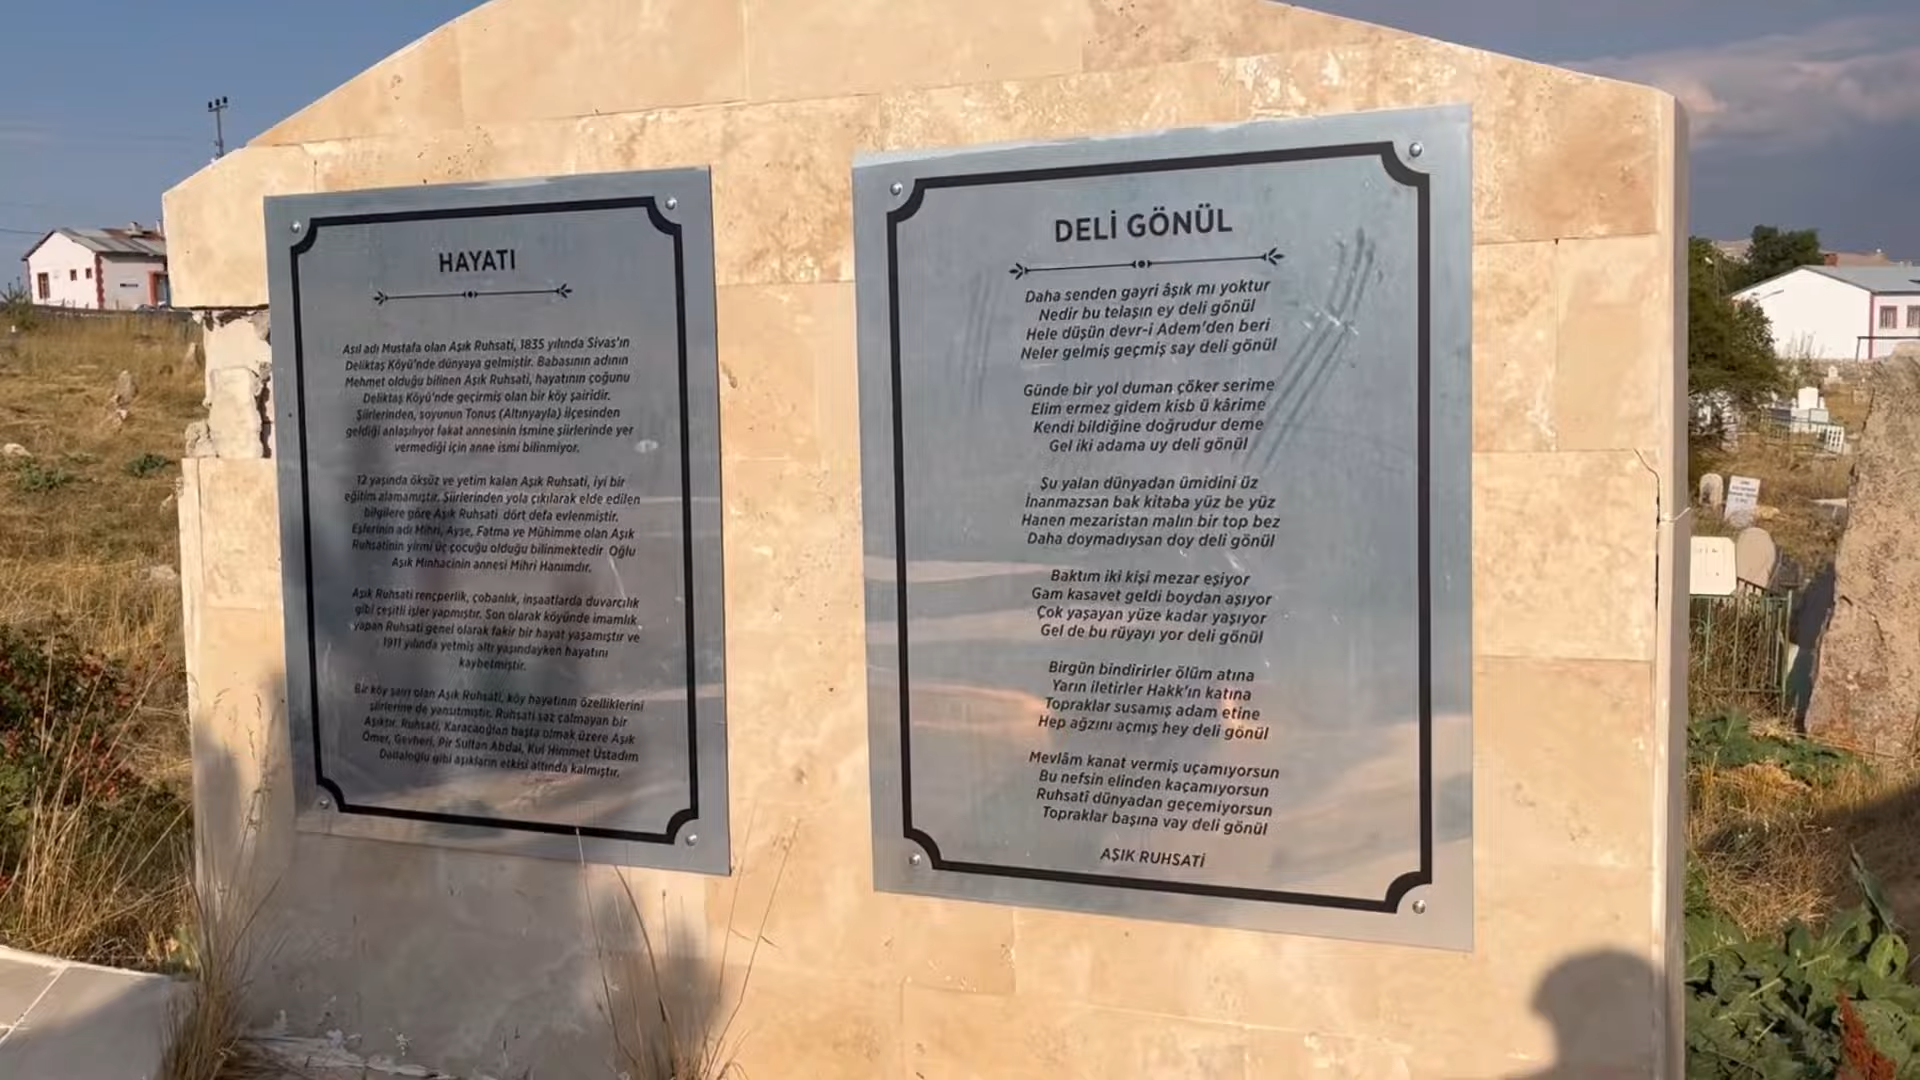 HAYATI
Asıl adı Mustafa olan Aşık Ruhsati, 1835 yılında Sivas'ın
Deliktaş Köyü'nde dünyaya gelmiştir. Babasının adının
Mehmet olduğu bilinen Aşık Ruhsati, hayatının çoğunu
Deliktaş Köyü'nde geçirmiş olan bir köy şairidir.
Şiirlerinden, soyunun Tonus (Altınyayla) ilçesinden
geldiği anlaşılıyor fakat annesinin ismine şiirlerinde yer
vermediği için anne ismi bilinmiyor.
12 yaşında öksüz ve yetim kalan Aşık Ruhsati, iyi bir
eğitim alamamıştır. Şiirlerinden yola çıkılarak elde edilen
bilgilere göre Aşık Ruhsati dört defa evlenmiştir.
Eşlerinin adı Mihri, Ayşe, Fatma ve Mühimme olan Aşık
Ruhsatinin yirmi üç çocuğu olduğu bilinmektedir. Oğlu
Aşık Minhacinin annesi Mihri Hanımdır.
Aşık Ruhsati rençperlik, çobanlık, inşaatlarda duvarcılık
gibi çeşitli işler yapmıştır. Son olarak köyünde imamlık
yapan Ruhsati genel olarak fakir bir hayat yaşamıştır ve
1911 yılında yetmiş altı yaşındayken hayatını
kaybetmiştir.
Bir köy şairi olan Aşık Ruhsati, köy hayatının özelliklerini
şiirlerine de yansıtmıştır. Ruhsati saz çalmayan bir
Aşıktır. Ruhsati, Karacaoğlan başta olmak üzere Aşık
Ömer, Gevheri, Pir Sultan Abdal, Kul Himmet Üstadım
Dadaloğlu gibi aşıkların etkisi altında kalmıştır.
DELİ GÖNÜL
Daha senden gayri âşık mı yoktur
Nedir bu telaşın ey deli gönül
Hele düşün devr-i Adem'den beri
Neler gelmiş geçmiş say deli gönül
Günde bir yol duman çöker serime
Elim ermez gidem kisb ü kârime
Kendi bildiğine doğrudur deme
Gel iki adama uy deli gönül
Şu yalan dünyadan ümidini üz
İnanmazsan bak kitaba yüz be yüz
Hanen mezaristan malın bir top bez
Daha doymadıysan doy deli gönül
Baktım iki kişi mezar eşiyor
Gam kasavet geldi boydan aşıyor
Çok yaşayan yüze kadar yaşıyor
Gel de bu rüyayı yor deli gönül
Birgün bindirirler ölüm atına
Yarın iletirler Hakk'ın katına
Topraklar susamış adam etine
Hep ağzını açmış hey deli gönül
Mevlâm kanat vermiş uçamıyorsun
Bu nefsin elinden kaçamıyorsun
Ruhsatî dünyadan geçemiyorsun
Topraklar başına vay deli gönül
AŞIK RUHSATİ